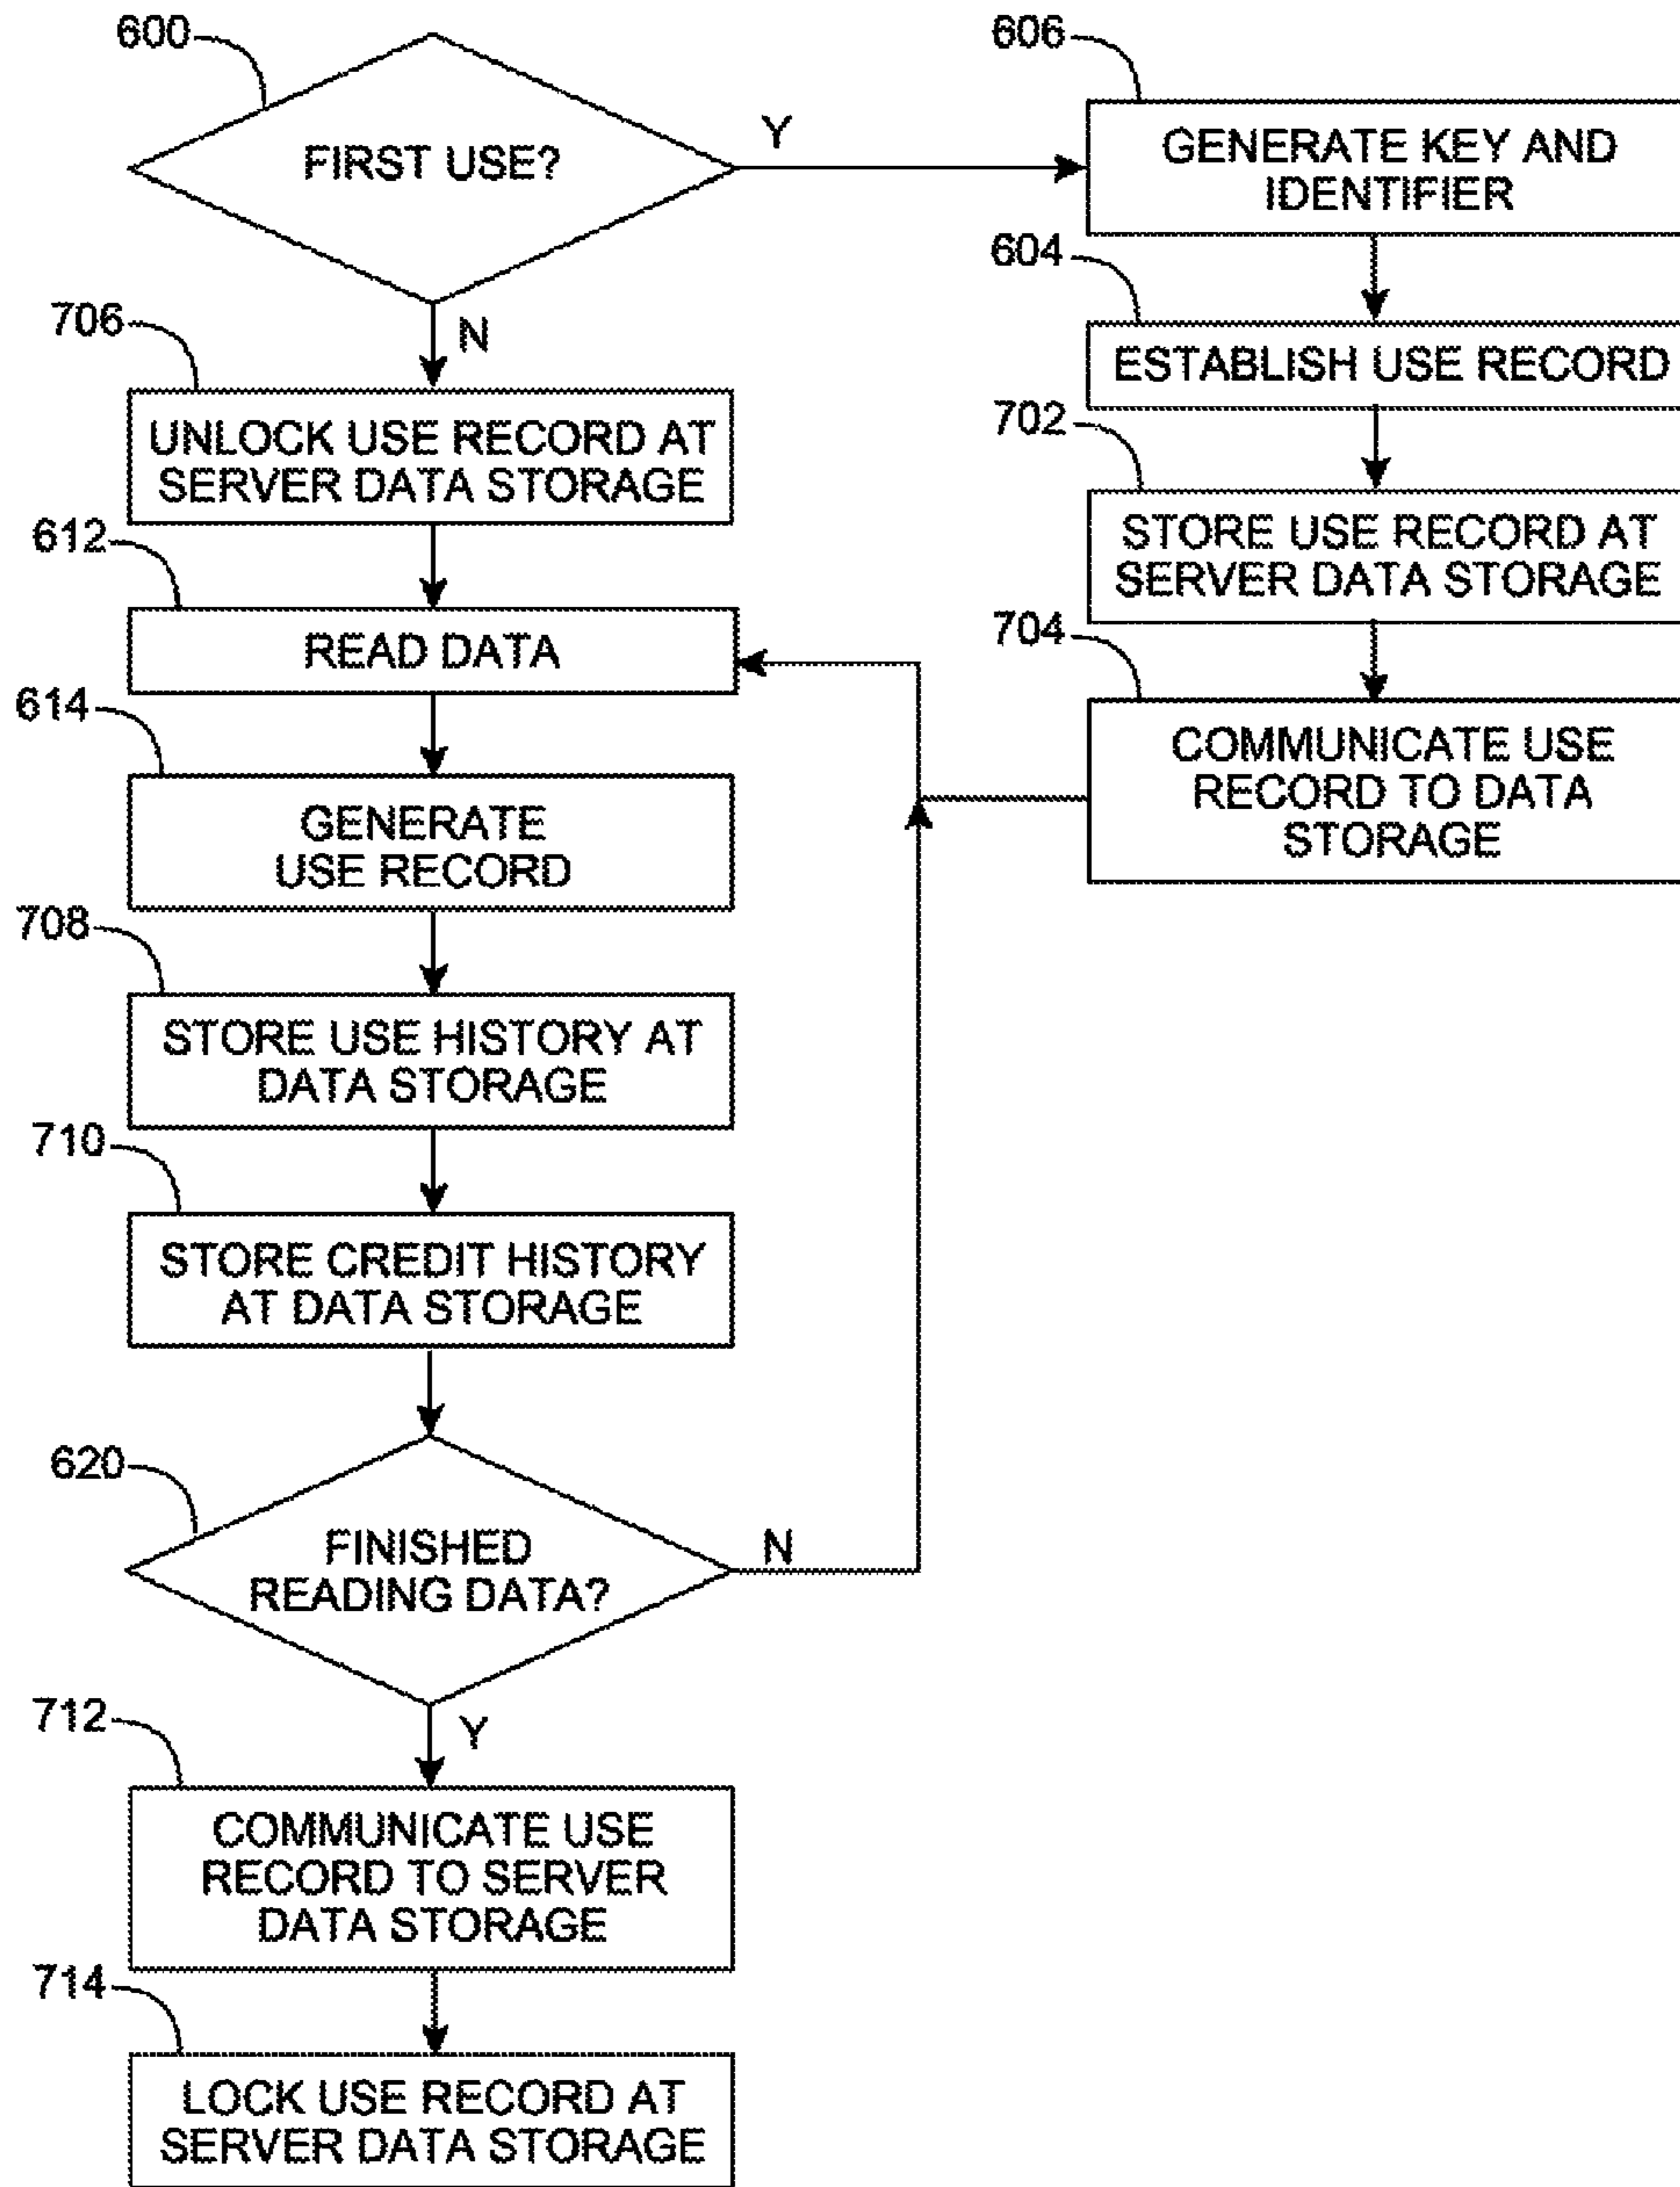 600
FIRST USE?
Y
N
606
GENERATE KEY AND
IDENTIFIER
604
ESTABLISH USE RECORD
702
STORE USE RECORD AT
SERVER DATA STORAGE
704
COMMUNICATE USE
RECORD TO DATA
STORAGE
706
UNLOCK USE RECORD AT
SERVER DATA STORAGE
612
READ DATA
614
GENERATE
USE RECORD
708
STORE USE HISTORY AT
DATA STORAGE
710
STORE CREDIT HISTORY
AT DATA STORAGE
620
FINISHED
READING DATA?
N
Y
712
COMMUNICATE USE
RECORD TO SERVER
DATA STORAGE
714
LOCK USE RECORD AT
SERVER DATA STORAGE